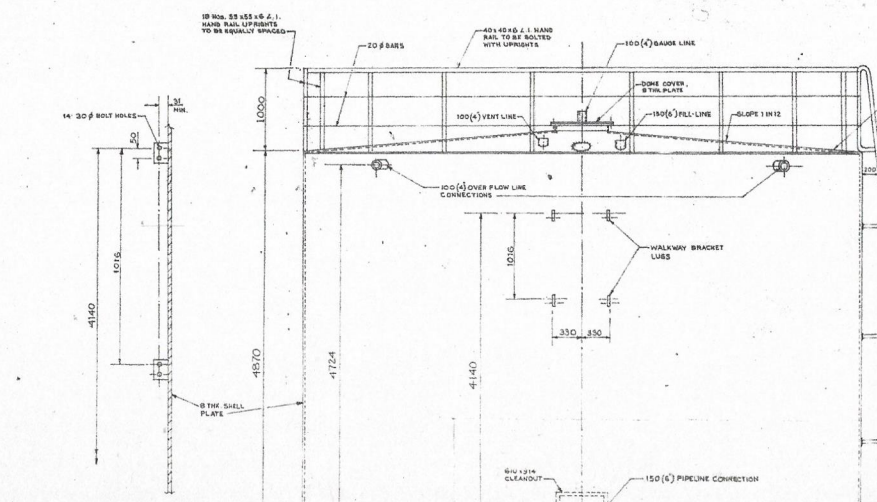 18 Nos. 55 x 55 x 6 L.I.
HAND RAIL UPRIGHTS
TO BE EQUALLY SPACED
20 ϕ BARS
40 x 40 x 6 L.I. HAND
RAIL TO BE BOLTED
WITH UPRIGHTS
100 (4") GAUGE LINE
DOME COVER,
8 THK. PLATE
100 (4") VENT LINE
150 (6") FILL-LINE
SLOPE 1 IN 12
31
MIN.
14 20 ϕ BOLT HOLES
50
1000
200
100 (4") OVER FLOW LINE
CONNECTIONS
WALKWAY BRACKET
LUGS
1016
1016
330
330
4140
4870
4724
4140
8 THK. SHELL
PLATE
610 x 914
CLEANOUT
150 (6") PIPELINE CONNECTION